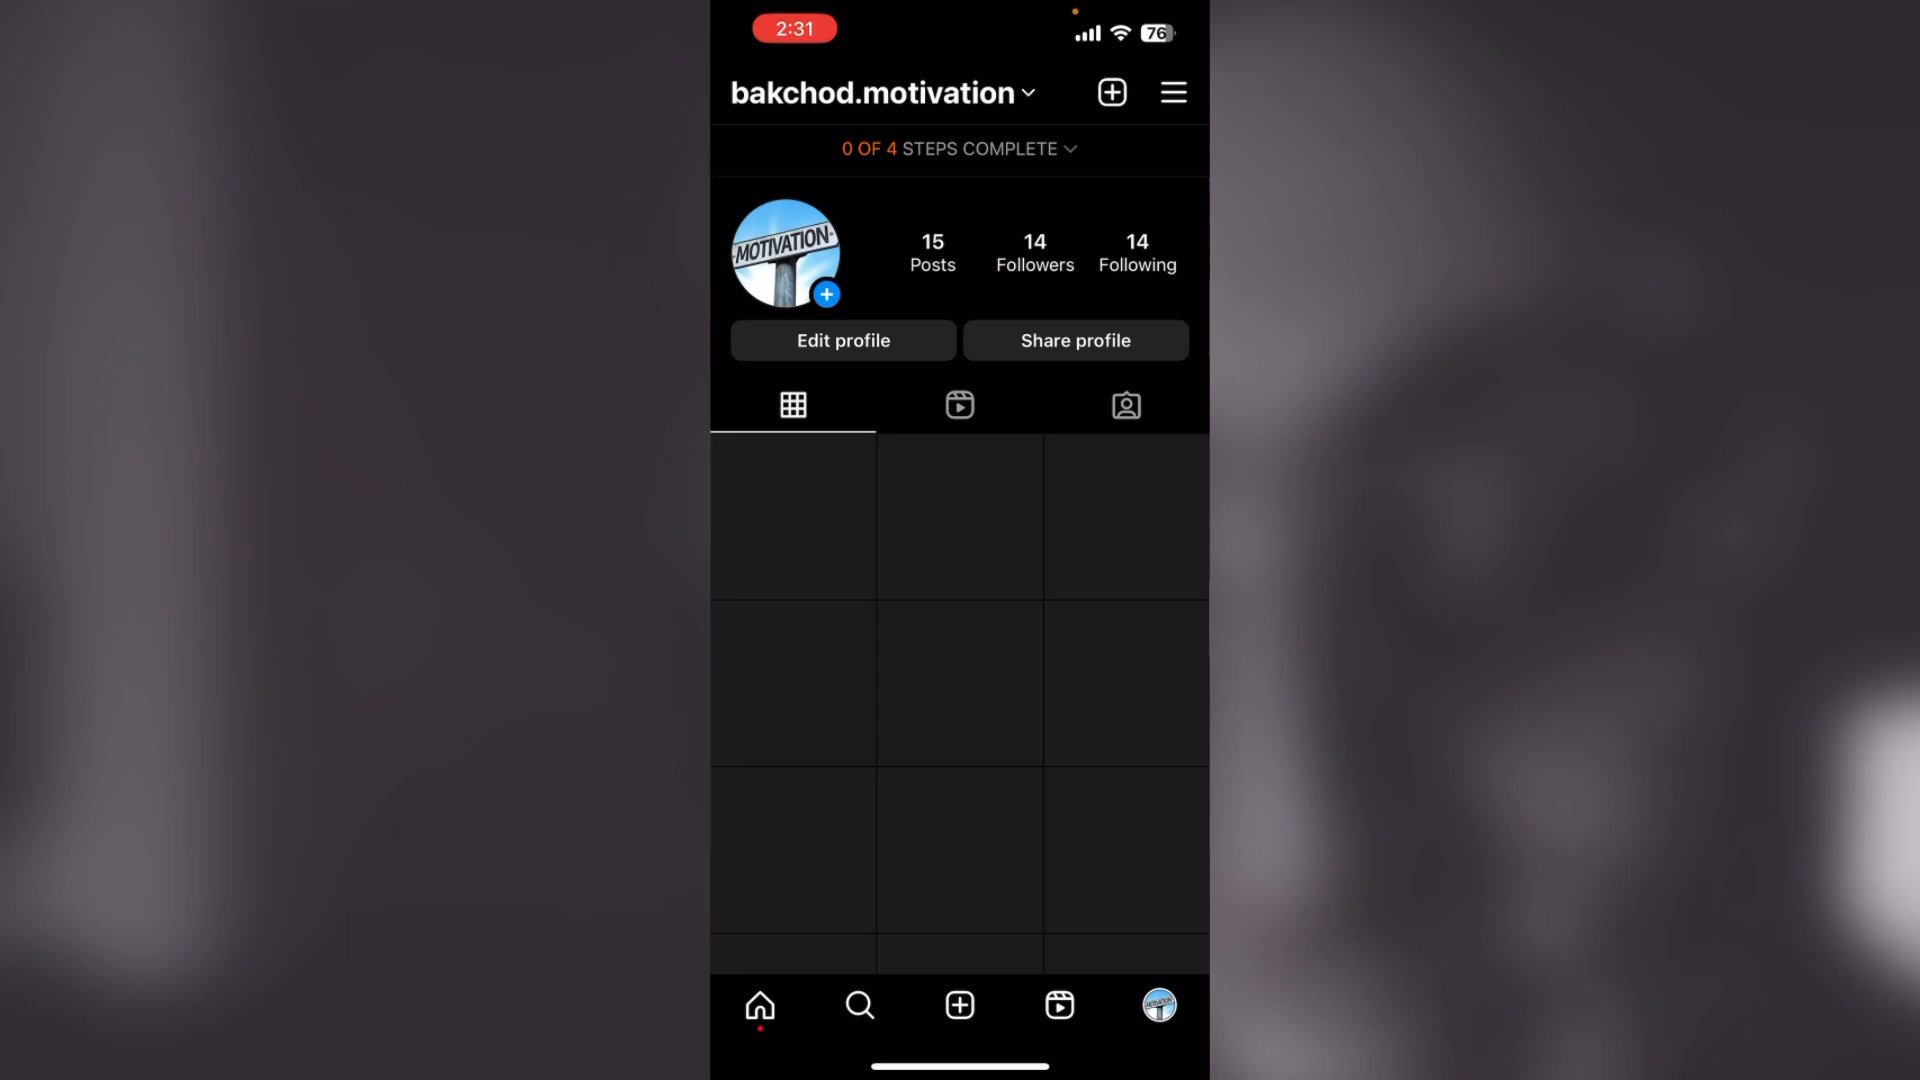 2:31
76
bakchod.motivation
0 OF 4 STEPS COMPLETE
MOTIVATION
15 14 14
Posts Followers Following
Edit profile Share profile